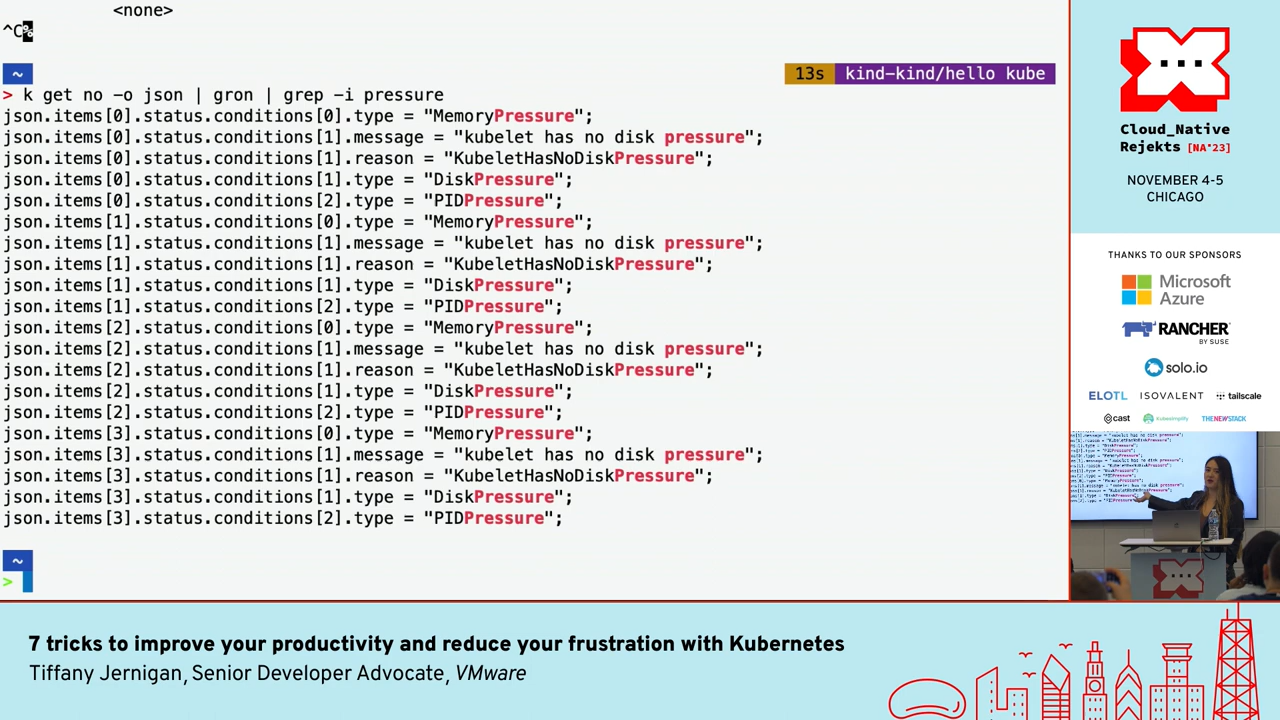 <none>
^C%
~
13s kind-kind/hello kube
> k get no -o json | gron | grep -i pressure
json.items[0].status.conditions[0].type = "MemoryPressure";
json.items[0].status.conditions[1].message = "kubelet has no disk pressure";
json.items[0].status.conditions[1].reason = "KubeletHasNoDiskPressure";
json.items[0].status.conditions[1].type = "DiskPressure";
json.items[0].status.conditions[2].type = "PIDPressure";
json.items[1].status.conditions[0].type = "MemoryPressure";
json.items[1].status.conditions[1].message = "kubelet has no disk pressure";
json.items[1].status.conditions[1].reason = "KubeletHasNoDiskPressure";
json.items[1].status.conditions[1].type = "DiskPressure";
json.items[1].status.conditions[2].type = "PIDPressure";
json.items[2].status.conditions[0].type = "MemoryPressure";
json.items[2].status.conditions[1].message = "kubelet has no disk pressure";
json.items[2].status.conditions[1].reason = "KubeletHasNoDiskPressure";
json.items[2].status.conditions[1].type = "DiskPressure";
json.items[2].status.conditions[2].type = "PIDPressure";
json.items[3].status.conditions[0].type = "MemoryPressure";
json.items[3].status.conditions[1].message = "kubelet has no disk pressure";
json.items[3].status.conditions[1].reason = "KubeletHasNoDiskPressure";
json.items[3].status.conditions[1].type = "DiskPressure";
json.items[3].status.conditions[2].type = "PIDPressure";
~
>
Cloud_Native
Rejekts [NA'23]
NOVEMBER 4-5
CHICAGO
THANKS TO OUR SPONSORS
Microsoft
Azure
RANCHER
BY SUSE
solo.io
ELOTL ISOVALENT tailscale
cast Kubesimplify THENEWSTACK
7 tricks to improve your productivity and reduce your frustration with Kubernetes
Tiffany Jernigan, Senior Developer Advocate, VMware